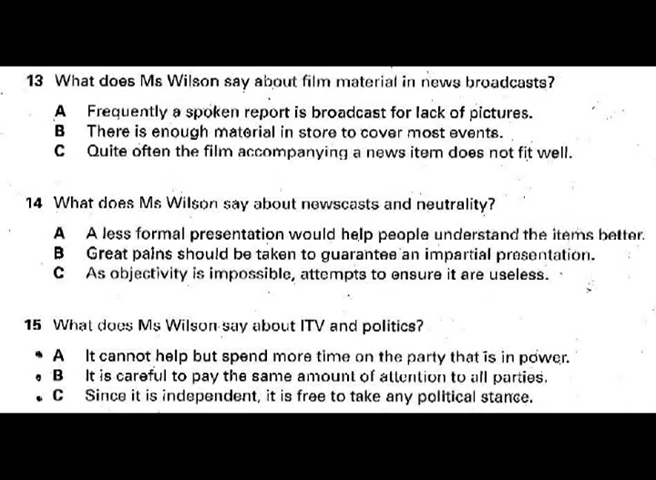 13 What does Ms Wilson say about film material in news broadcasts?
A Frequently a spoken report is broadcast for lack of pictures.
B There is enough material in store to cover most events.
C Quite often the film accompanying a news item does not fit well.
14 What does Ms Wilson say about newscasts and neutrality?
A A less formal presentation would help people understand the items better.
B Great pains should be taken to guarantee an impartial presentation.
C As objectivity is impossible, attempts to ensure it are useless.
15 What does Ms Wilson say about ITV and politics?
A It cannot help but spend more time on the party that is in power.
B It is careful to pay the same amount of attention to all parties.
C Since it is independent, it is free to take any political stance.